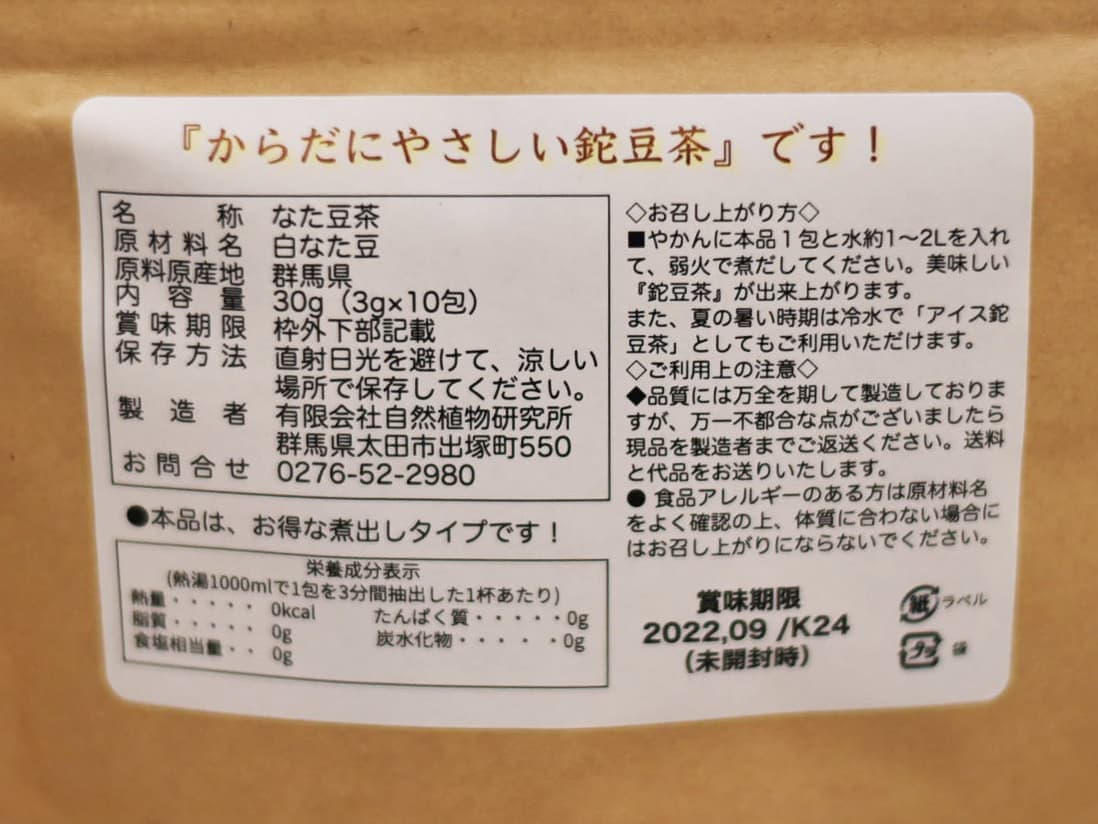 『からだにやさしい鉈豆茶』です！
名称 なた豆茶
原材料名 白なた豆
原料原産地 群馬県
内容量 30g（3g×10包）
賞味期限 枠外下部記載
保存方法 直射日光を避けて、涼しい
場所で保存してください。
製造者 有限会社自然植物研究所
群馬県太田市出塚町550
お問合せ 0276-52-2980
●本品は、お得な煮出しタイプです！
栄養成分表示
(熱湯1000mlで1包を3分間抽出した1杯あたり)
熱量・・・・・0kcal たんぱく質・・・・・0g
脂質・・・・・0g 炭水化物・・・・・0g
食塩相当量・・0g
◇お召し上がり方◇
■やかんに本品１包と水約1〜2Lを入れ
て、弱火で煮だしてください。美味しい
『鉈豆茶』が出来上がります。
また、夏の暑い時期は冷水で「アイス鉈
豆茶」としてもご利用いただけます。
◇ご利用上の注意◇
◆品質には万全を期して製造しておりま
すが、万一不都合な点がございましたら
現品を製造者までご返送ください。送料
と代品をお送りいたします。
● 食品アレルギーのある方は原材料名
をよく確認の上、体質に合わない場合に
はお召し上がりにならないでください。
賞味期限
2022,09 /K24
(未開封時)
紙 ラベル
プラ 袋